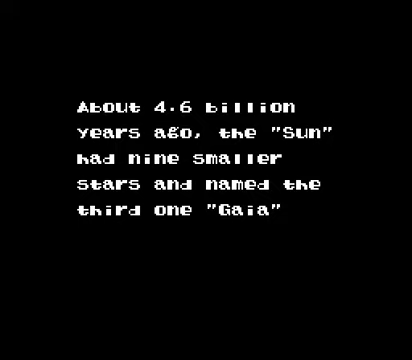 About 4.6 billion
years ago, the "Sun"
had nine smaller
stars and named the
third one "Gaia"